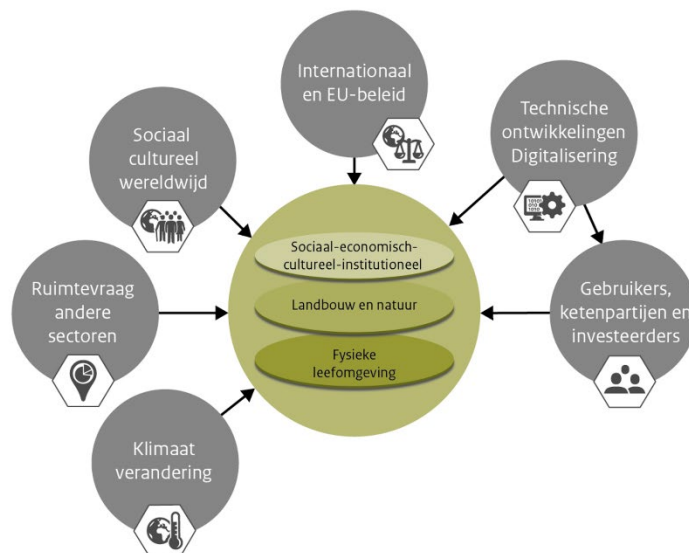 Internationaal
en EU-beleid
Sociaal
cultureel
wereldwijd
Technische
ontwikkelingen
Digitalisering
Sociaal-economisch-
cultureel-institutioneel
Landbouw en natuur
Fysieke
leefomgeving
Ruimtevraag
andere
sectoren
Gebruikers,
ketenpartijen en
investeerders
Klimaat
verandering